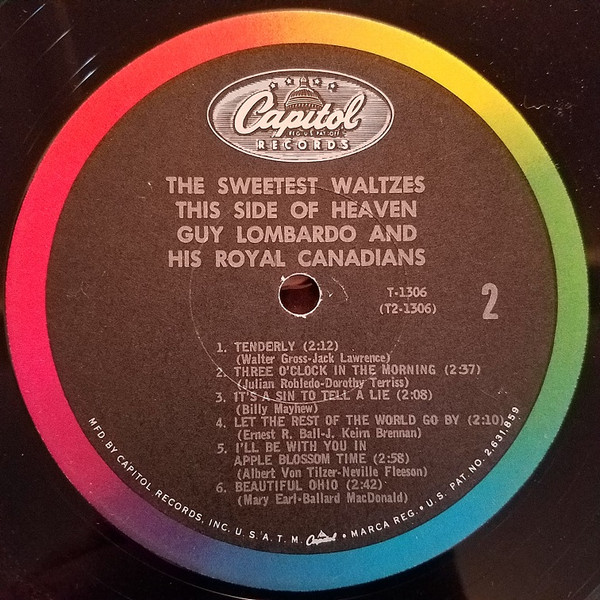 Capitol
REG. U.S. PAT. OFF.
RECORDS
THE SWEETEST WALTZES
THIS SIDE OF HEAVEN
GUY LOMBARDO AND
HIS ROYAL CANADIANS
T-1306
(T2-1306)
2
1. TENDERLY (2:12)
(Walter Gross-Jack Lawrence)
2. THREE O'CLOCK IN THE MORNING (2:37)
(Julian Robledo-Dorothy Terriss)
3. IT'S A SIN TO TELL A LIE (2:08)
(Billy Mayhew)
4. LET THE REST OF THE WORLD GO BY (2:10)
(Ernest R. Ball-J. Keirn Brennan)
5. I'LL BE WITH YOU IN
APPLE BLOSSOM TIME (2:58)
(Albert Von Tilzer-Neville Fleeson)
6. BEAUTIFUL OHIO (2:42)
(Mary Earl-Ballard MacDonald)
MFD BY CAPITOL RECORDS, INC. U.S.A. T.M. Capitol • MARCA REG. • U.S. PAT. NO. 2,631,859